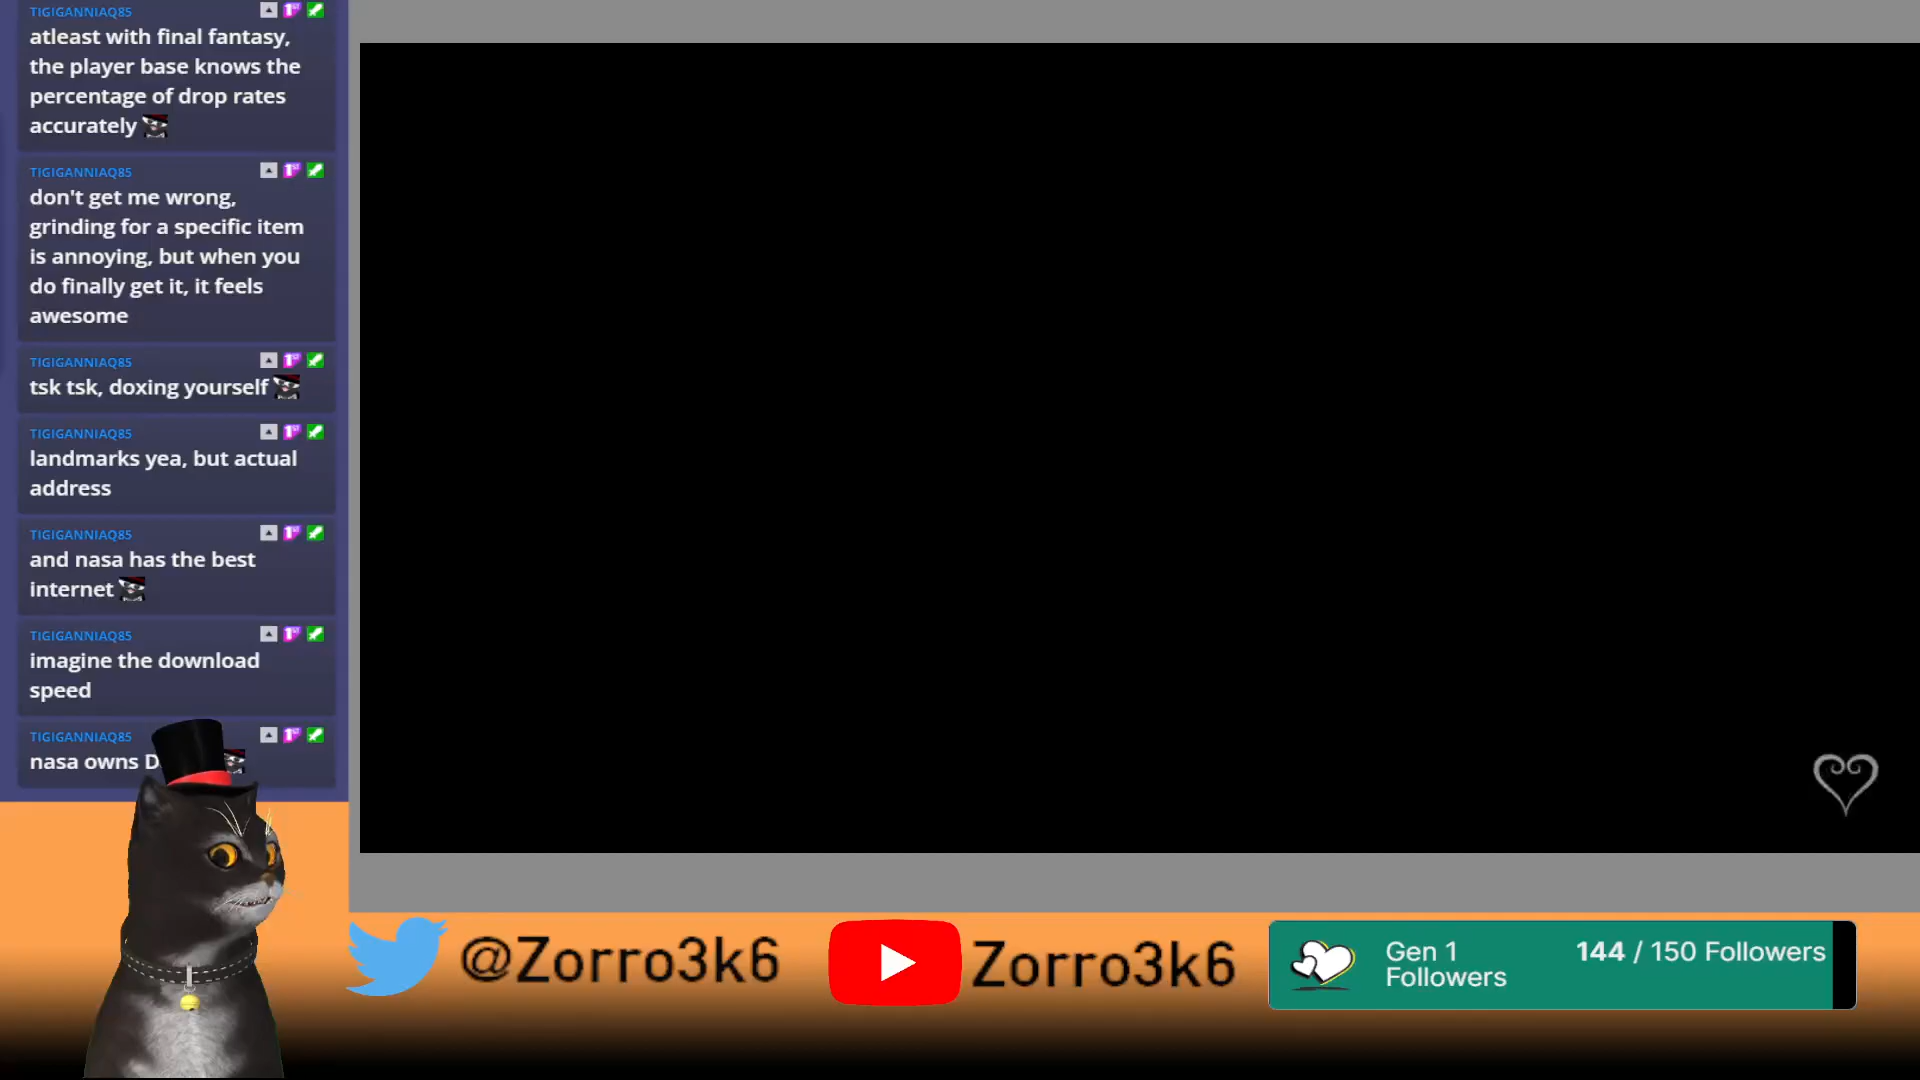 TIGIGANNIAQ85
atleast with final fantasy,
the player base knows the
percentage of drop rates
accurately
TIGIGANNIAQ85
don't get me wrong,
grinding for a specific item
is annoying, but when you
do finally get it, it feels
awesome
TIGIGANNIAQ85
tsk tsk, doxing yourself
TIGIGANNIAQ85
landmarks yea, but actual
address
TIGIGANNIAQ85
and nasa has the best
internet
TIGIGANNIAQ85
imagine the download
speed
TIGIGANNIAQ85
nasa owns
@Zorro3k6
Zorro3k6
Gen 1
Followers
144 / 150 Followers